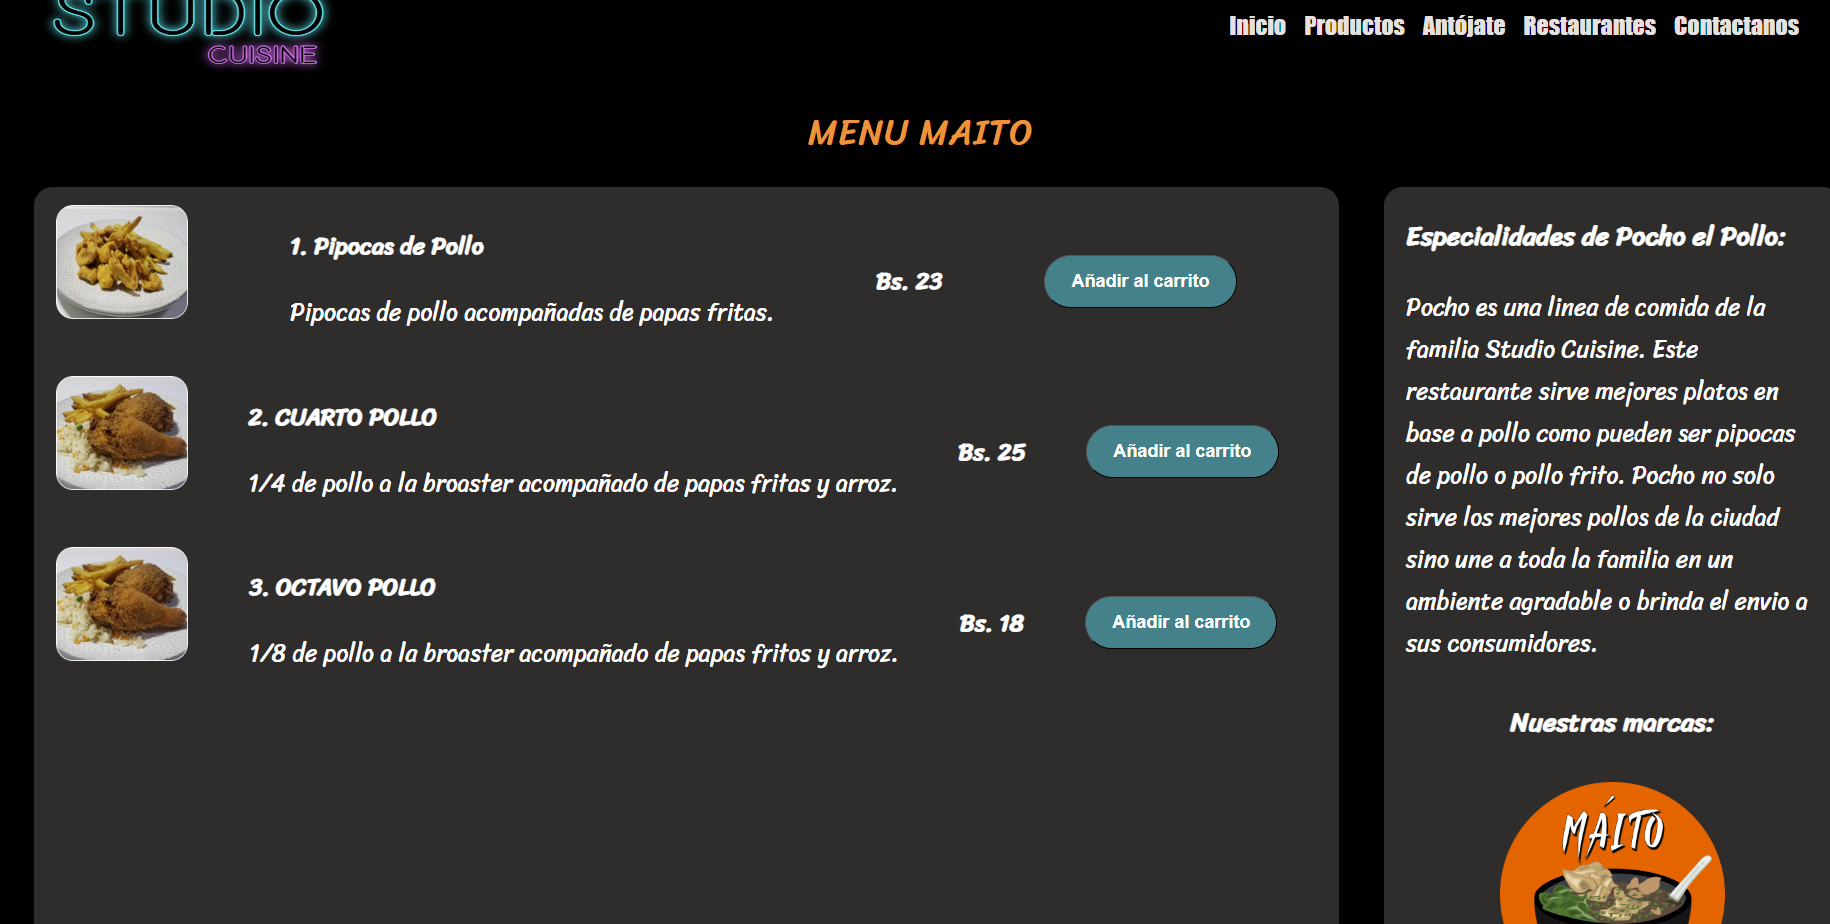 STUDIO
CUISINE
Inicio Productos Antójate Restaurantes Contactanos
MENU MAITO
1. Pipocas de Pollo
Pipocas de pollo acompañadas de papas fritas.
Bs. 23
Añadir al carrito
2. CUARTO POLLO
1/4 de pollo a la broaster acompañado de papas fritas y arroz.
Bs. 25
Añadir al carrito
3. OCTAVO POLLO
1/8 de pollo a la broaster acompañado de papas fritos y arroz.
Bs. 18
Añadir al carrito
Especialidades de Pocho el Pollo:
Pocho es una linea de comida de la
familia Studio Cuisine. Este
restaurante sirve mejores platos en
base a pollo como pueden ser pipocas
de pollo o pollo frito. Pocho no solo
sirve los mejores pollos de la ciudad
sino une a toda la familia en un
ambiente agradable o brinda el envio a
sus consumidores.
Nuestras marcas:
MÁITO